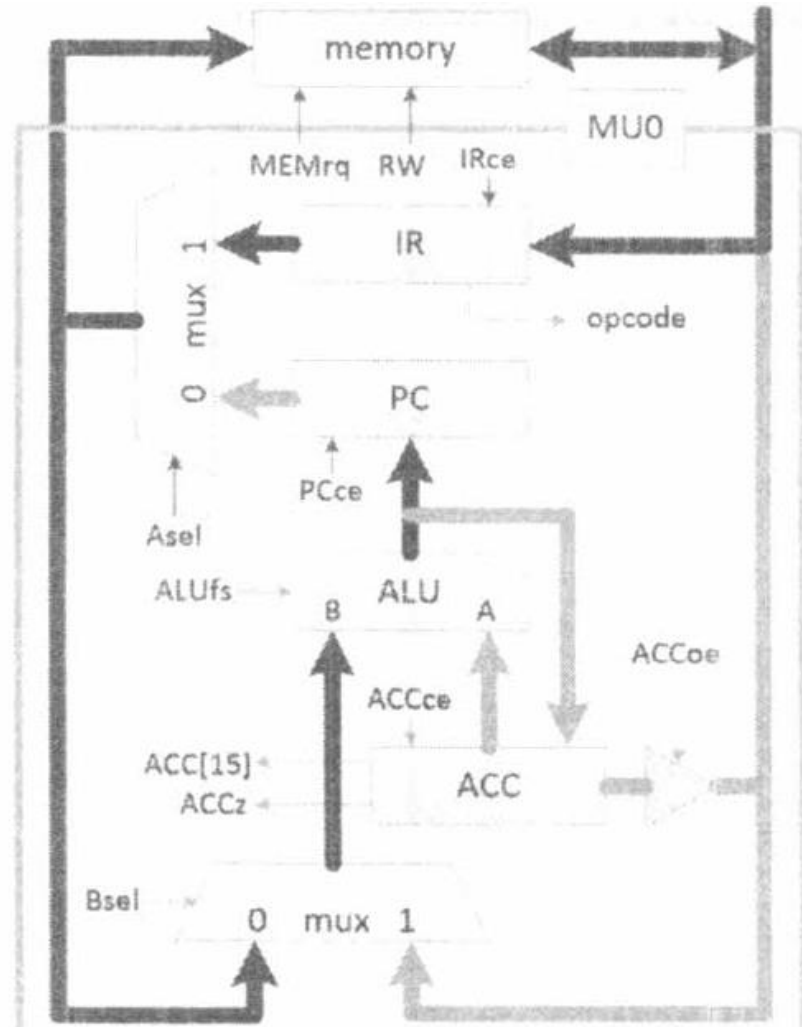 memory
MU0
MEMrq RW IRce
1 IR
mux
opcode
0 PC
PCce
Asel
ALUfs ALU
B A
ACCoe
ACCce
ACC[15]
ACC
ACCz
Bsel
0 mux 1